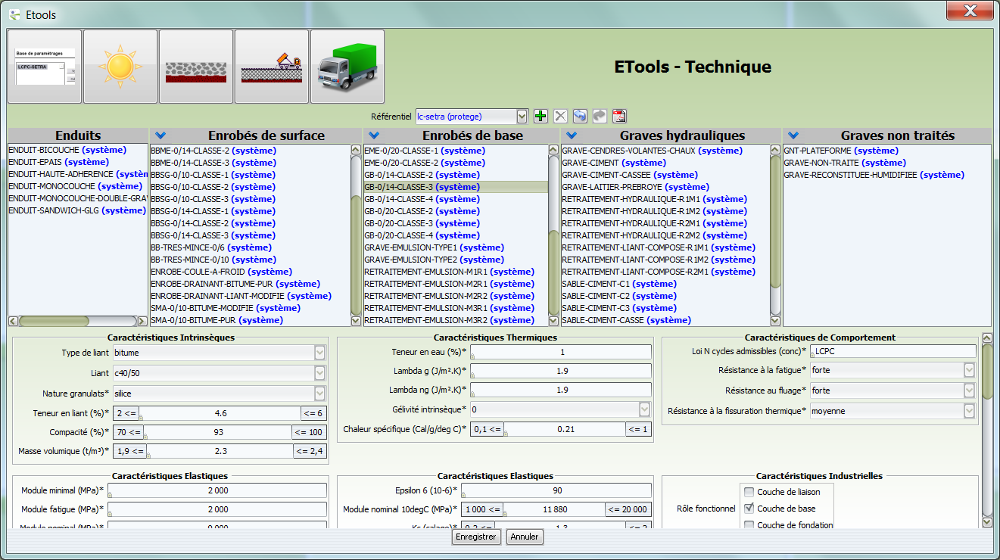 Etools
Base de paramétrages
LCPC-SETRA
ETools - Technique
Référentiel lc-setra (protege)
Enduits
ENDUIT-BICOUCHE (système)
ENDUIT-EPAIS (système)
ENDUIT-HAUTE-ADHERENCE (systèn
ENDUIT-MONOCOUCHE (système)
ENDUIT-MONOCOUCHE-DOUBLE-GRA
ENDUIT-SANDWICH-GLG (système)
Enrobés de surface
BBME-0/14-CLASSE-2 (système)
BBME-0/14-CLASSE-3 (système)
BBSG-0/10-CLASSE-1 (système)
BBSG-0/10-CLASSE-2 (système)
BBSG-0/10-CLASSE-3 (système)
BBSG-0/14-CLASSE-1 (système)
BBSG-0/14-CLASSE-2 (système)
BBSG-0/14-CLASSE-3 (système)
BB-TRES-MINCE-0/6 (système)
BB-TRES-MINCE-0/10 (système)
ENROBE-COULE-A-FROID (système)
ENROBE-DRAINANT-BITUME-PUR (système)
ENROBE-DRAINANT-LIANT-MODIFIE (système)
SMA-0/10-BITUME-MODIFIE (système)
SMA-0/10-BITUME-PUR (système)
Enrobés de base
EME-0/20-CLASSE-1 (système)
EME-0/20-CLASSE-2 (système)
GB-0/14-CLASSE-2 (système)
GB-0/14-CLASSE-3 (système)
GB-0/14-CLASSE-4 (système)
GB-0/20-CLASSE-2 (système)
GB-0/20-CLASSE-3 (système)
GB-0/20-CLASSE-4 (système)
GRAVE-EMULSION-TYPE1 (système)
GRAVE-EMULSION-TYPE2 (système)
RETRAITEMENT-EMULSION-M1R1 (système)
RETRAITEMENT-EMULSION-M2R1 (système)
RETRAITEMENT-EMULSION-M2R2 (système)
RETRAITEMENT-EMULSION-M3R1 (système)
RETRAITEMENT-EMULSION-M3R2 (système)
Graves hydrauliques
GRAVE-CENDRES-VOLANTES-CHAUX (système)
GRAVE-CIMENT (système)
GRAVE-CIMENT-CASSEE (système)
GRAVE-LAITIER-PREBROYE (système)
RETRAITEMENT-HYDRAULIQUE-R1M1 (système)
RETRAITEMENT-HYDRAULIQUE-R1M2 (système)
RETRAITEMENT-HYDRAULIQUE-R2M1 (système)
RETRAITEMENT-HYDRAULIQUE-R2M2 (système)
RETRAITEMENT-LIANT-COMPOSE-R1M1 (système)
RETRAITEMENT-LIANT-COMPOSE-R1M2 (système)
RETRAITEMENT-LIANT-COMPOSE-R2M1 (système)
SABLE-CIMENT-C1 (système)
SABLE-CIMENT-C2 (système)
SABLE-CIMENT-C3 (système)
SABLE-CIMENT-CASSE (système)
Graves non traités
GNT-PLATEFORME (système)
GRAVE-NON-TRAITE (système)
GRAVE-RECONSTITUEE-HUMIDIFIEE (système)
Caractéristiques Intrinsèques
Type de liant bitume
Liant c40/50
Nature granulats* silice
Teneur en liant (%)* 2 <= 4.6 <= 6
Compacité (%)* 70 <= 93 <= 100
Masse volumique (t/m³)* 1,9 <= 2.3 <= 2,4
Caractéristiques Thermiques
Teneur en eau (%)* 1
Lambda g (J/m².K)* 1.9
Lambda ng (J/m².K)* 1.9
Gélivité intrinsèque* 0
Chaleur spécifique (Cal/g/deg C)* 0,1 <= 0.21 <= 1
Caractéristiques de Comportement
Loi N cycles admissibles (conc)* LCPC
Résistance à la fatigue* forte
Résistance au fluage* forte
Résistance à la fissuration thermique* moyenne
Caractéristiques Elastiques
Module minimal (MPa)* 2 000
Module fatigue (MPa)* 2 000
Module nominal (MPa)* 9 000
Caractéristiques Elastiques
Epsilon 6 (10-6)* 90
Module nominal 10degC (MPa)* 1 000 <= 11 880 <= 20 000
Kc (calage)* 0,2 <= 1.3 <= 2
Caractéristiques Industrielles
Rôle fonctionnel
Couche de liaison
Couche de base
Couche de fondation
Enregistrer
Annuler